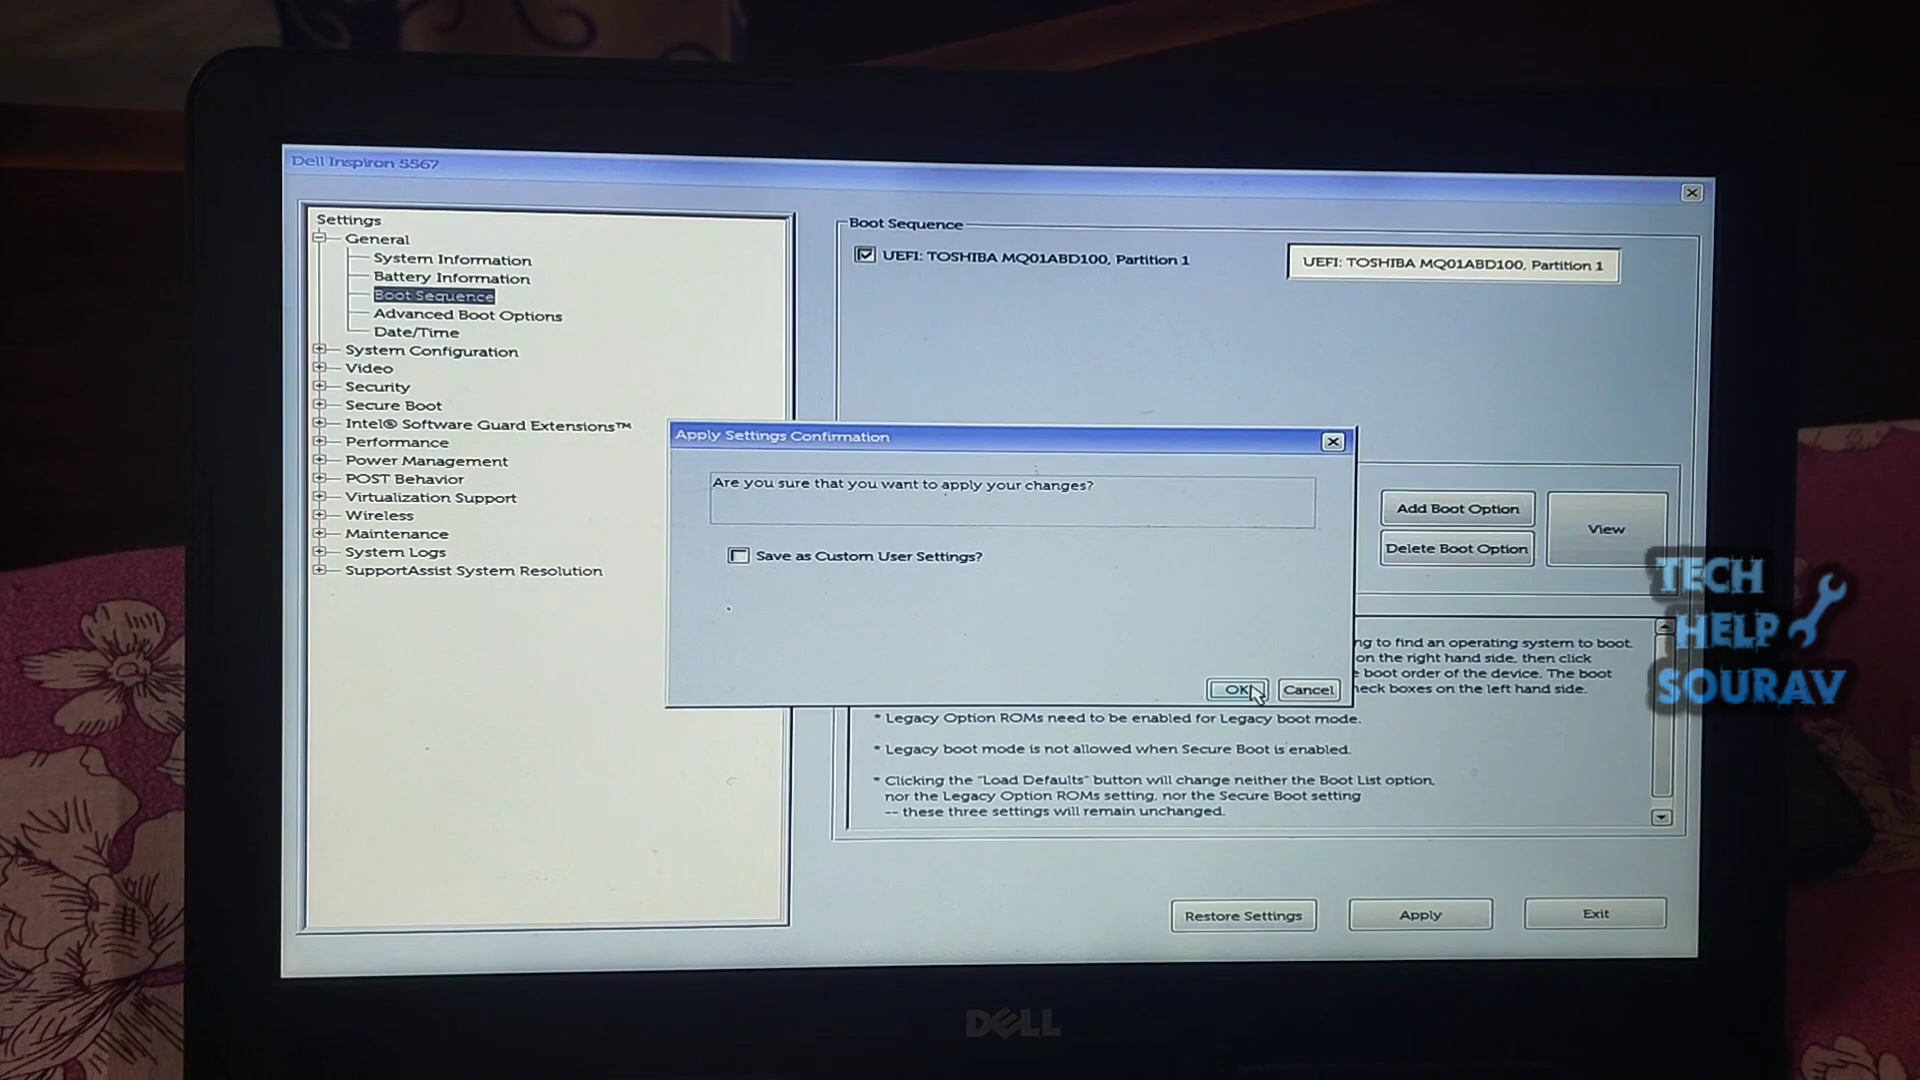 Dell Inspiron 5567
Settings
General
System Information
Battery Information
Boot Sequence
Advanced Boot Options
Date/Time
System Configuration
Video
Security
Secure Boot
Intel® Software Guard Extensions™
Performance
Power Management
POST Behavior
Virtualization Support
Wireless
Maintenance
System Logs
SupportAssist System Resolution
Boot Sequence
UEFI: TOSHIBA MQ01ABD100, Partition 1
UEFI: TOSHIBA MQ01ABD100, Partition 1
Apply Settings Confirmation
Are you sure that you want to apply your changes?
Save as Custom User Settings?
OK
Cancel
Add Boot Option
Delete Boot Option
View
to find an operating system to boot.
on the right hand side, then click
boot order of the device. The boot
boxes on the left hand side.
* Legacy Option ROMs need to be enabled for Legacy boot mode.
* Legacy boot mode is not allowed when Secure Boot is enabled.
* Clicking the "Load Defaults" button will change neither the Boot List option,
nor the Legacy Option ROMs setting, nor the Secure Boot setting
-- these three settings will remain unchanged.
Restore Settings
Apply
Exit
TECH
HELP
SOURAV
DELL